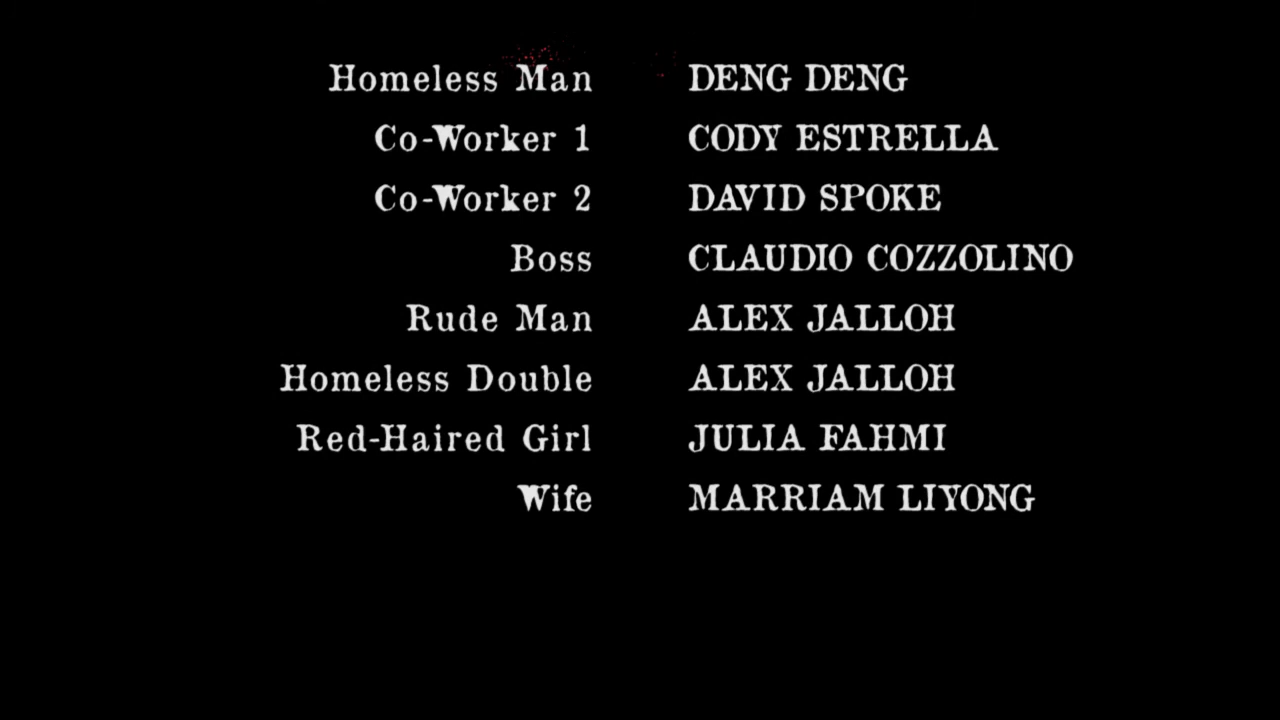 Homeless Man DENG DENG
Co-Worker 1 CODY ESTRELLA
Co-Worker 2 DAVID SPOKE
Boss CLAUDIO COZZOLINO
Rude Man ALEX JALLOH
Homeless Double ALEX JALLOH
Red-Haired Girl JULIA FAHMI
Wife MARRIAM LIYONG